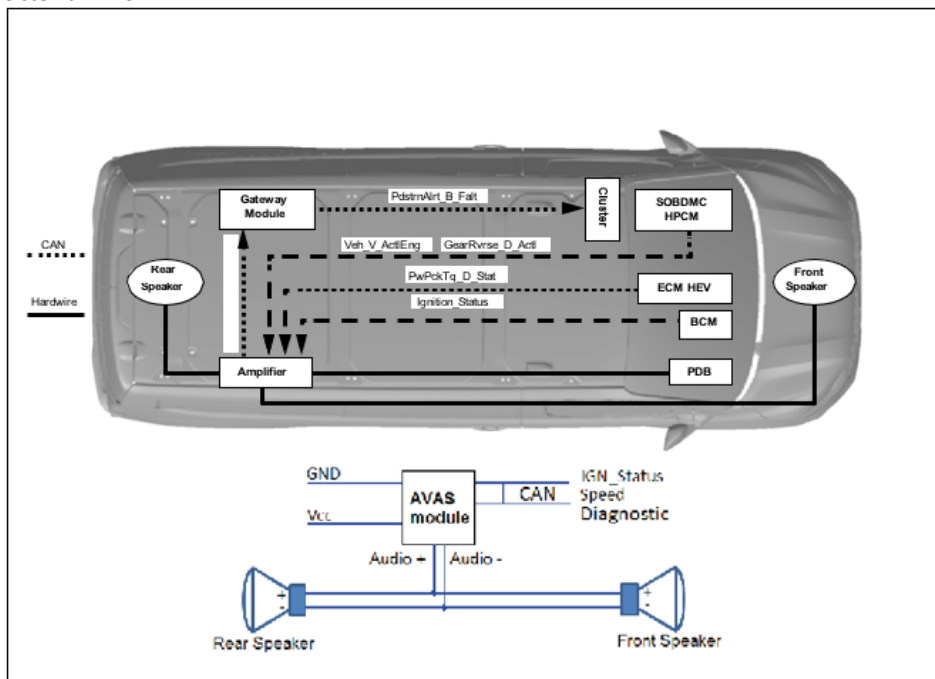 Gateway
Module
PdstrnAlrt_B_Falt
Cluster
SOBDMC
HPCM
CAN
Veh_V_ActlEng GearRvrse_D_Actl
Rear
Speaker
PwPckTq_D_Stat
Front
Speaker
ECM HEV
Hardwire
Ignition_Status
BCM
Amplifier
PDB
GND
IGN_Status
AVAS
module
CAN
Speed
Vcc
Diagnostic
Audio + Audio -
+
-
+
-
Rear Speaker
Front Speaker